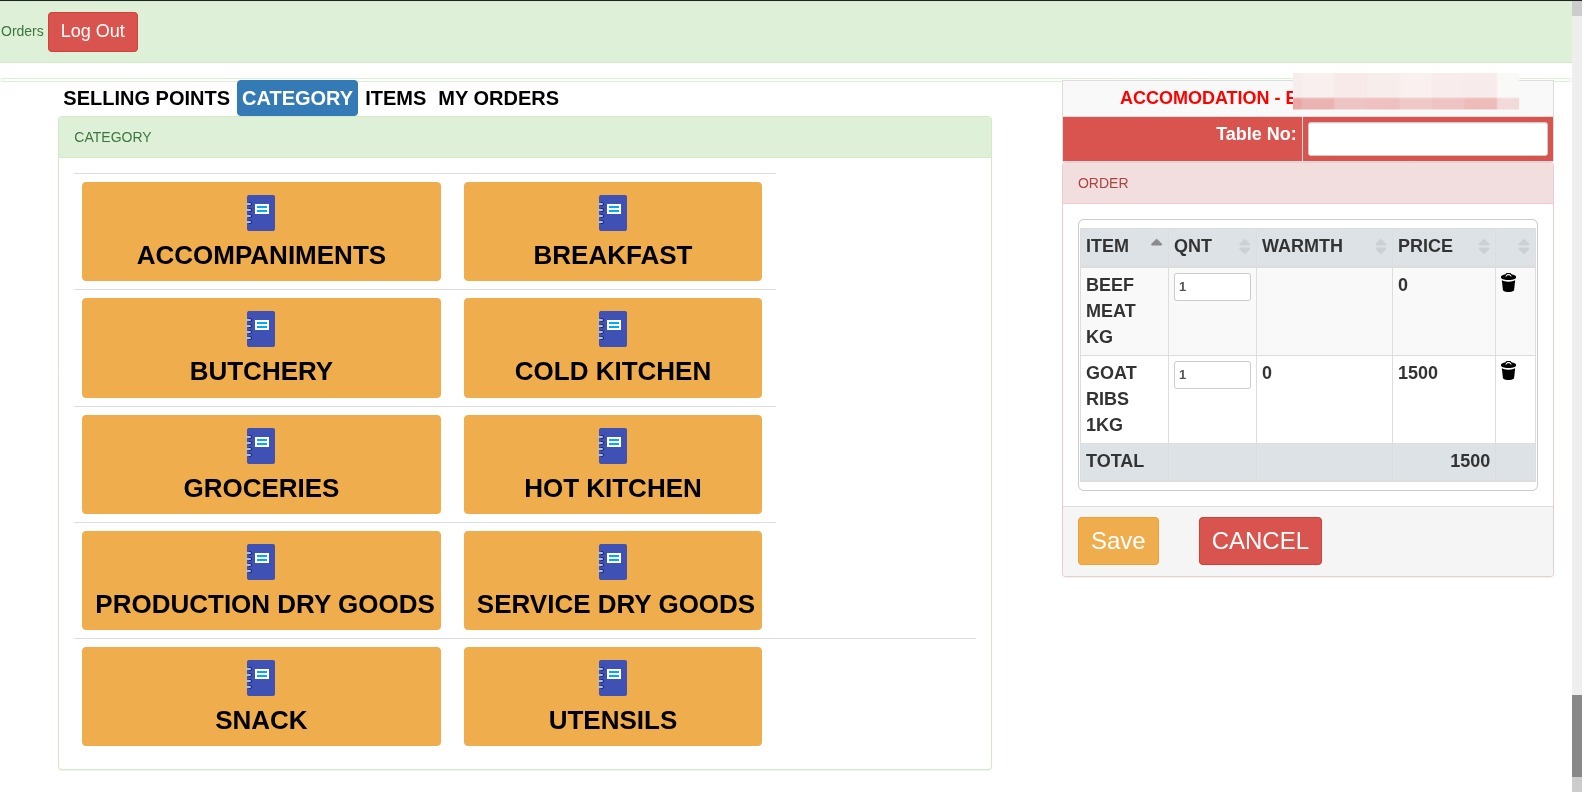 Orders Log Out
SELLING POINTS CATEGORY ITEMS MY ORDERS
CATEGORY
ACCOMPANIMENTS BREAKFAST
BUTCHERY COLD KITCHEN
GROCERIES HOT KITCHEN
PRODUCTION DRY GOODS SERVICE DRY GOODS
SNACK UTENSILS
ACCOMODATION -
Table No:
ORDER
ITEM QNT WARMTH PRICE
BEEF 1 0
MEAT
KG
GOAT 1 0 1500
RIBS
1KG
TOTAL 1500
Save CANCEL